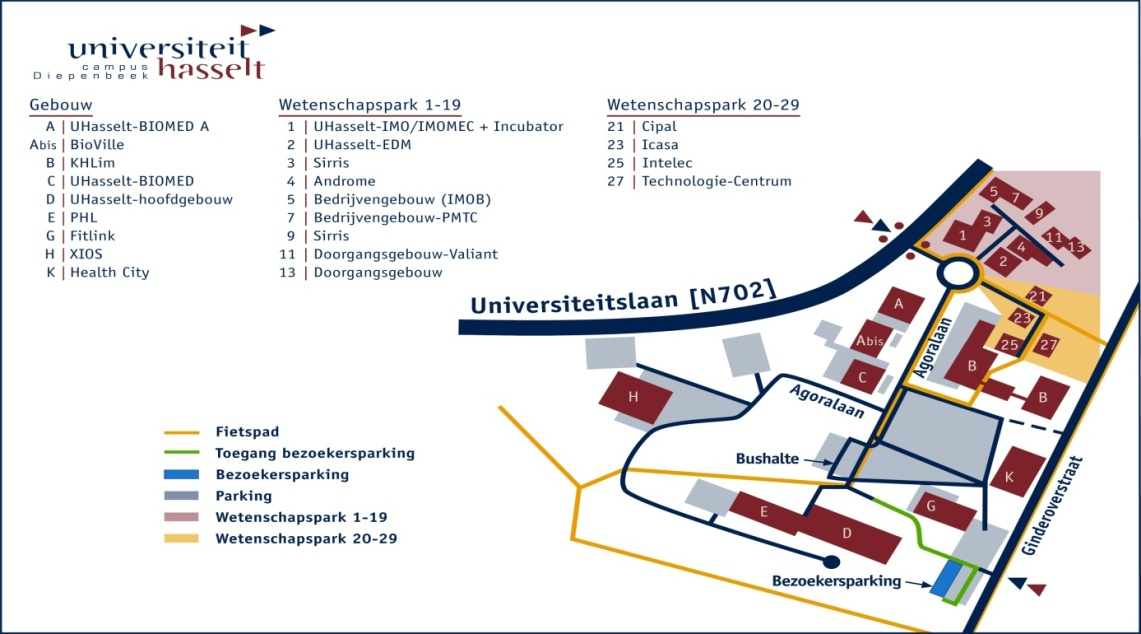 universiteit
campus
Diepenbeek hasselt
Gebouw
A | UHasselt-BIOMED A
Abis | BioVille
B | KHLim
C | UHasselt-BIOMED
D | UHasselt-hoofdgebouw
E | PHL
G | Fitlink
H | XIOS
K | Health City
Wetenschapspark 1-19
1 | UHasselt-IMO/IMOMEC + Incubator
2 | UHasselt-EDM
3 | Sirris
4 | Androme
5 | Bedrijvengebouw (IMOB)
7 | Bedrijvengebouw-PMTC
9 | Sirris
11 | Doorgangsgebouw-Valiant
13 | Doorgangsgebouw
Wetenschapspark 20-29
21 | Cipal
23 | Icasa
25 | Intelec
27 | Technologie-Centrum
5
7
9
3
1
11
4
13
2
Universiteitslaan [N702]
21
A
23
Abis
Agoralaan
25
27
B
C
H
Agoralaan
B
Bushalte
K
Ginderoverstraat
E
G
D
Bezoekersparking
Fietspad
Toegang bezoekersparking
Bezoekersparking
Parking
Wetenschapspark 1-19
Wetenschapspark 20-29